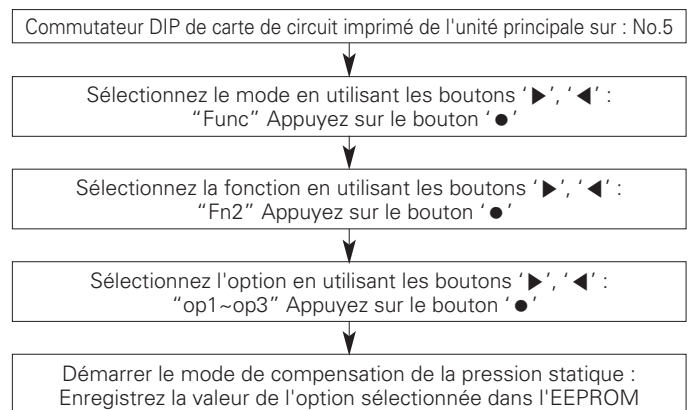 Commutateur DIP de carte de circuit imprimé de l'unité principale sur : No.5
Sélectionnez le mode en utilisant les boutons ‘▶’, ‘◀’ :
“Func” Appuyez sur le bouton ‘●’
Sélectionnez la fonction en utilisant les boutons ‘▶’, ‘◀’ :
“Fn2” Appuyez sur le bouton ‘●’
Sélectionnez l'option en utilisant les boutons ‘▶’, ‘◀’ :
“op1~op3” Appuyez sur le bouton ‘●’
Démarrer le mode de compensation de la pression statique :
Enregistrez la valeur de l'option sélectionnée dans l'EEPROM